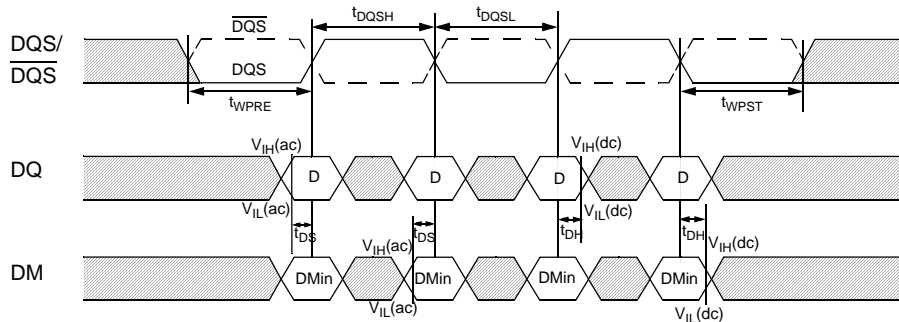 DQS/
DQS
DQS
DQS
tDQSH
tDQSL
tWPRE
tWPST
DQ
VIH(ac)
VIL(ac)
D
D
D
D
VIH(dc)
VIL(dc)
tDS
tDS
tDH
tDH
DM
VIH(ac)
VIL(ac)
DMin
DMin
DMin
DMin
VIH(dc)
VIL(dc)